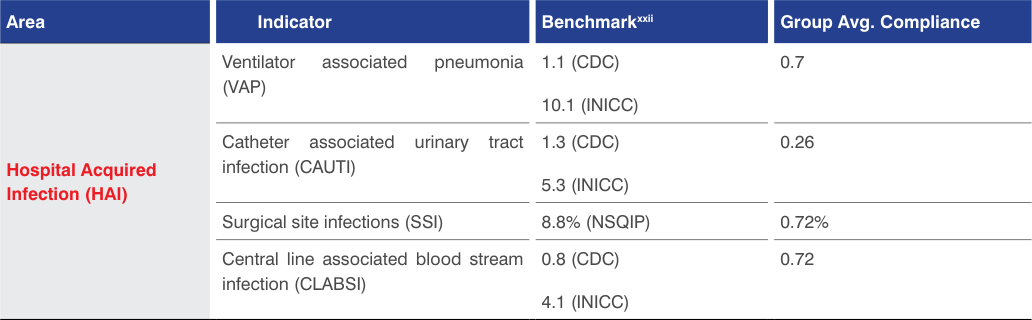 Area Indicator Benchmarkxxii Group Avg. Compliance
Hospital Acquired
Infection (HAI)
Ventilator associated pneumonia
(VAP)
1.1 (CDC)
10.1 (INICC)
0.7
Catheter associated urinary tract
infection (CAUTI)
1.3 (CDC)
5.3 (INICC)
0.26
Surgical site infections (SSI)
8.8% (NSQIP)
0.72%
Central line associated blood stream
infection (CLABSI)
0.8 (CDC)
4.1 (INICC)
0.72